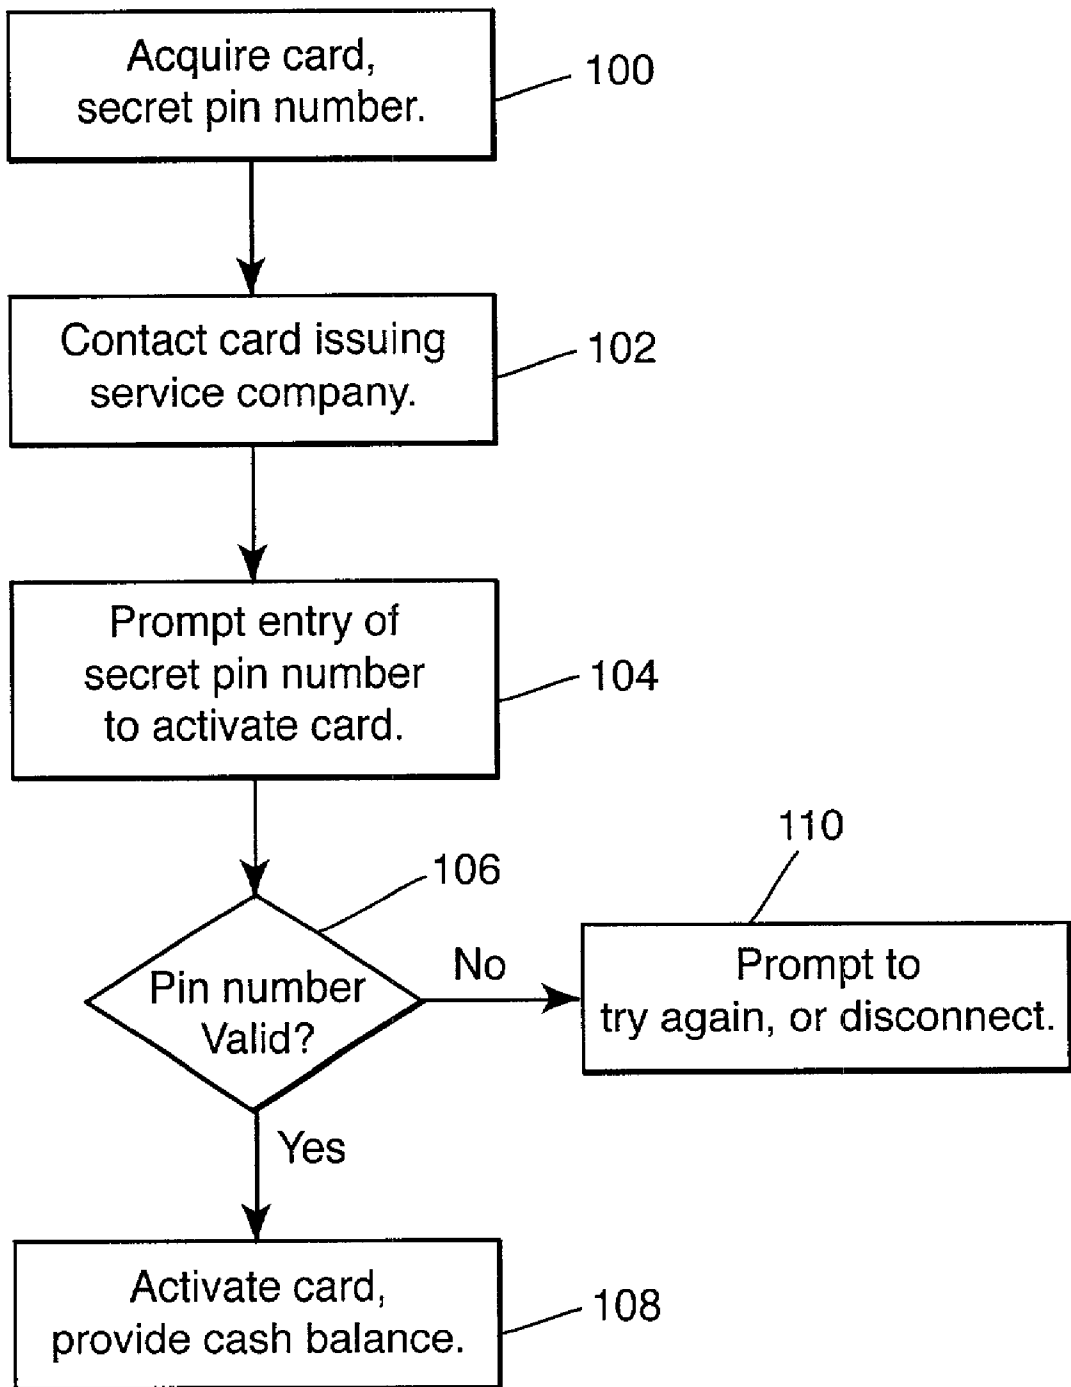 Acquire card,
secret pin number.
100
Contact card issuing
service company.
102
Prompt entry of
secret pin number
to activate card.
104
106
Pin number
Valid?
No
110
Prompt to
try again, or disconnect.
Yes
Activate card,
provide cash balance.
108